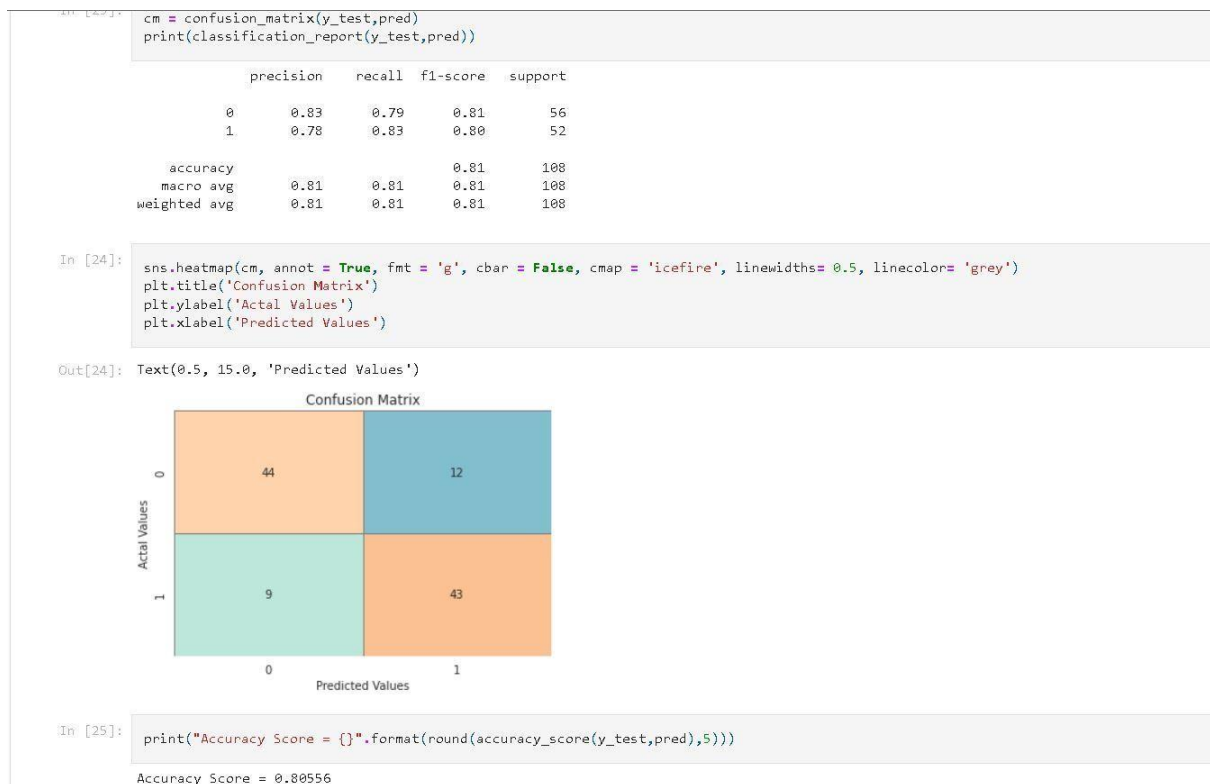 In [23]:
cm = confusion_matrix(y_test,pred)
print(classification_report(y_test,pred))
precision recall f1-score support
0 0.83 0.79 0.81 56
1 0.78 0.83 0.80 52
accuracy 0.81 108
macro avg 0.81 0.81 0.81 108
weighted avg 0.81 0.81 0.81 108
In [24]:
sns.heatmap(cm, annot = True, fmt = 'g', cbar = False, cmap = 'icefire', linewidths= 0.5, linecolor= 'grey')
plt.title('Confusion Matrix')
plt.ylabel('Actal Values')
plt.xlabel('Predicted Values')
Out[24]: Text(0.5, 15.0, 'Predicted Values')
Confusion Matrix
0 44 12
Actal Values
1 9 43
0 1
Predicted Values
In [25]:
print("Accuracy Score = {}".format(round(accuracy_score(y_test,pred),5)))
Accuracy Score = 0.80556